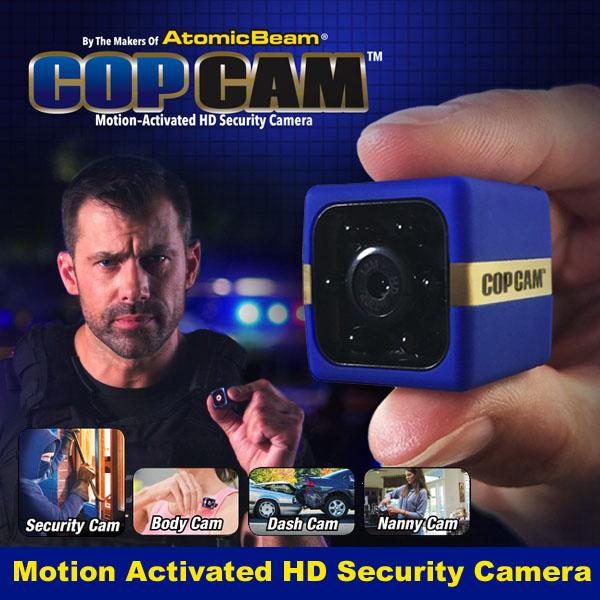 By The Makers Of AtomicBeam®
COP CAM™
Motion-Activated HD Security Camera
COP CAM™
Security Cam
Body Cam
Dash Cam
Nanny Cam
Motion Activated HD Security Camera